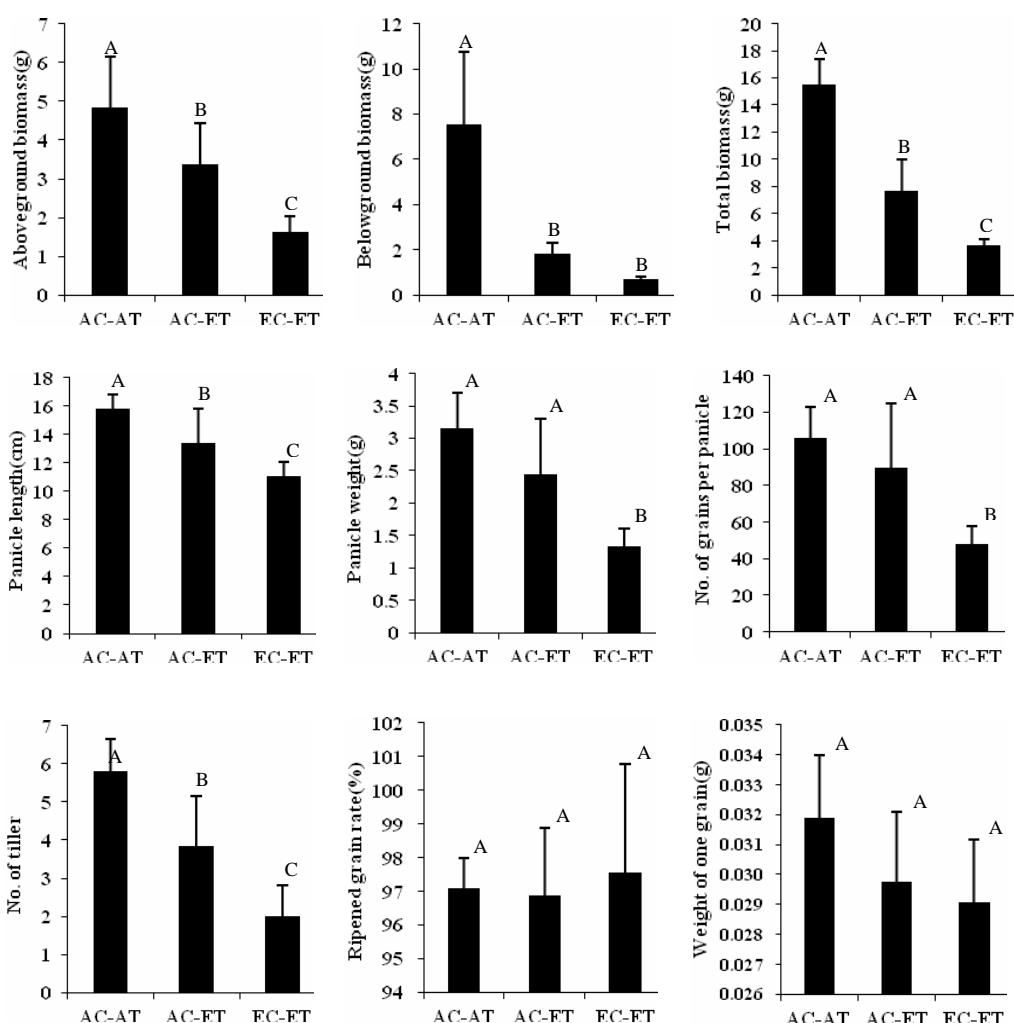 Aboveground biomass(g)
7
6
5
4
3
2
1
0
A
B
C
AC-AT AC-ET EC-ET
Belowground biomass(g)
12
10
8
6
4
2
0
A
B
B
AC-AT AC-ET EC-ET
Total biomass(g)
20
18
16
14
12
10
8
6
4
2
0
A
B
C
AC-AT AC-ET EC-ET
Panicle length(cm)
18
16
14
12
10
8
6
4
2
0
A
B
C
AC-AT AC-ET EC-ET
Panicle weight(g)
4
3.5
3
2.5
2
1.5
1
0.5
0
A
A
B
AC-AT AC-ET EC-ET
No. of grains per panicle
140
120
100
80
60
40
20
0
A
A
B
AC-AT AC-ET EC-ET
No. of tiller
7
6
5
4
3
2
1
0
A
B
C
AC-AT AC-ET EC-ET
Ripened grain rate(%)
102
101
100
99
98
97
96
95
94
A
A
A
AC-AT AC-ET EC-ET
Weight of one grain(g)
0.035
0.034
0.033
0.032
0.031
0.030
0.029
0.028
0.027
0.026
A
A
A
AC-AT AC-ET EC-ET